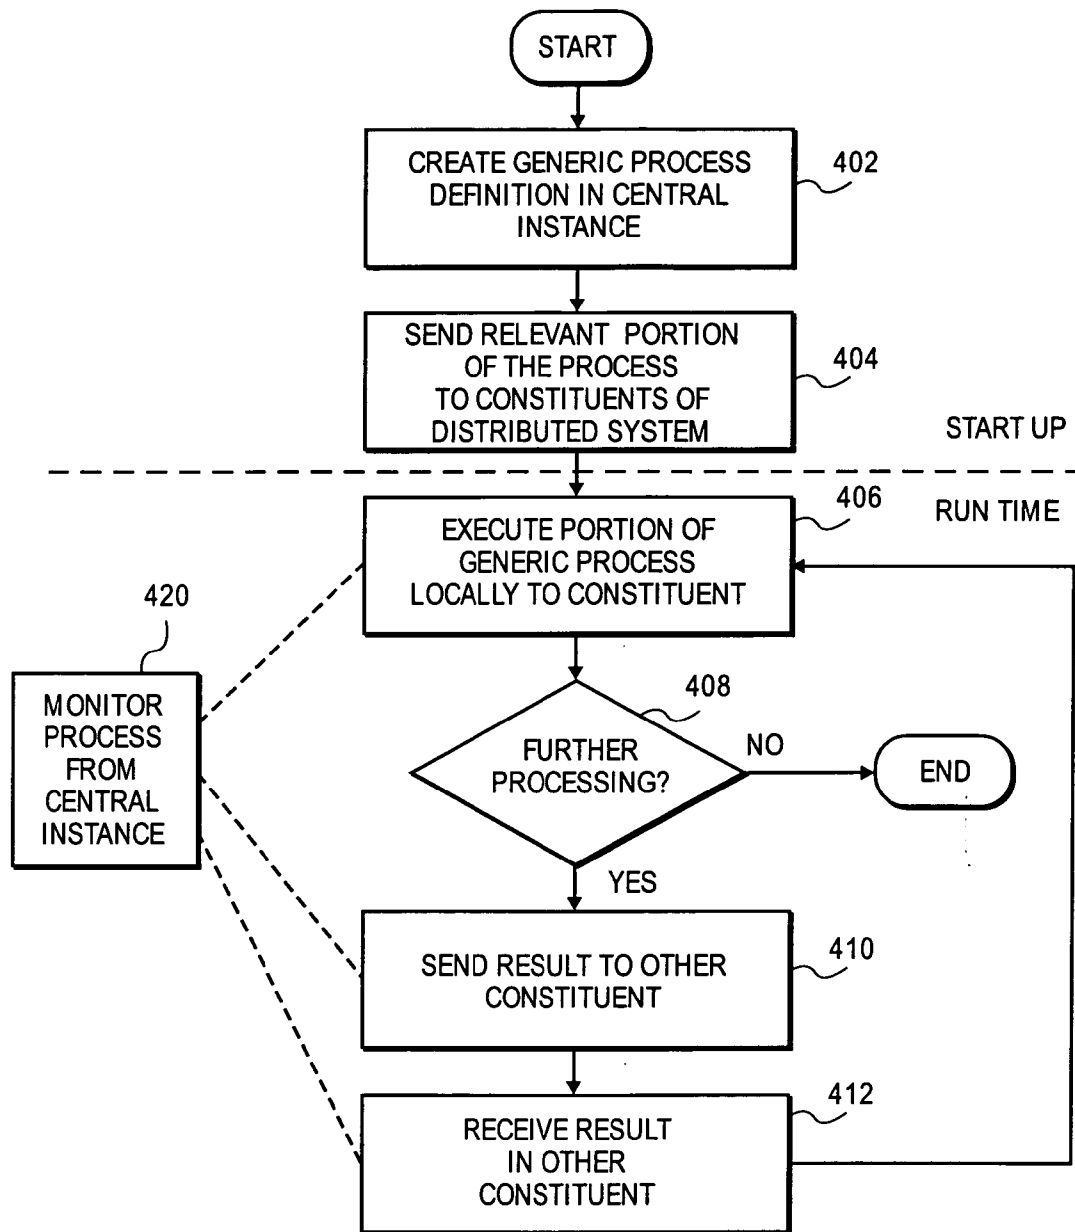 START
CREATE GENERIC PROCESS
DEFINITION IN CENTRAL
INSTANCE
402
SEND RELEVANT PORTION
OF THE PROCESS
TO CONSTITUENTS OF
DISTRIBUTED SYSTEM
404
START UP
RUN TIME
EXECUTE PORTION OF
GENERIC PROCESS
LOCALLY TO CONSTITUENT
406
420
MONITOR
PROCESS
FROM
CENTRAL
INSTANCE
408
FURTHER
PROCESSING?
NO
END
YES
SEND RESULT TO OTHER
CONSTITUENT
410
RECEIVE RESULT
IN OTHER
CONSTITUENT
412